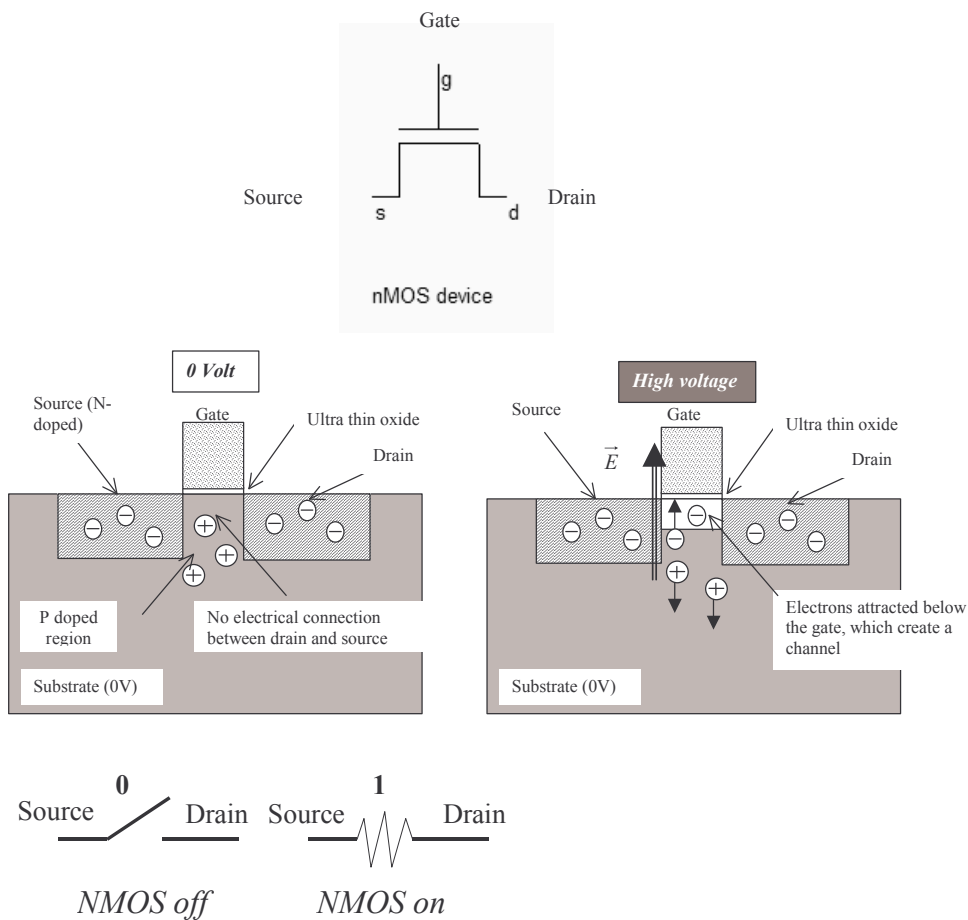 Gate
g
Source
Drain
s
d
nMOS device
0 Volt
Source (N-
doped)
Gate
Ultra thin oxide
Drain
P doped
region
No electrical connection
between drain and source
Substrate (0V)
High voltage
Gate
Source
Ultra thin oxide
E
Drain
Electrons attracted below
the gate, which create a
channel
Substrate (0V)
0
Source
Drain
NMOS off
1
Source
Drain
NMOS on